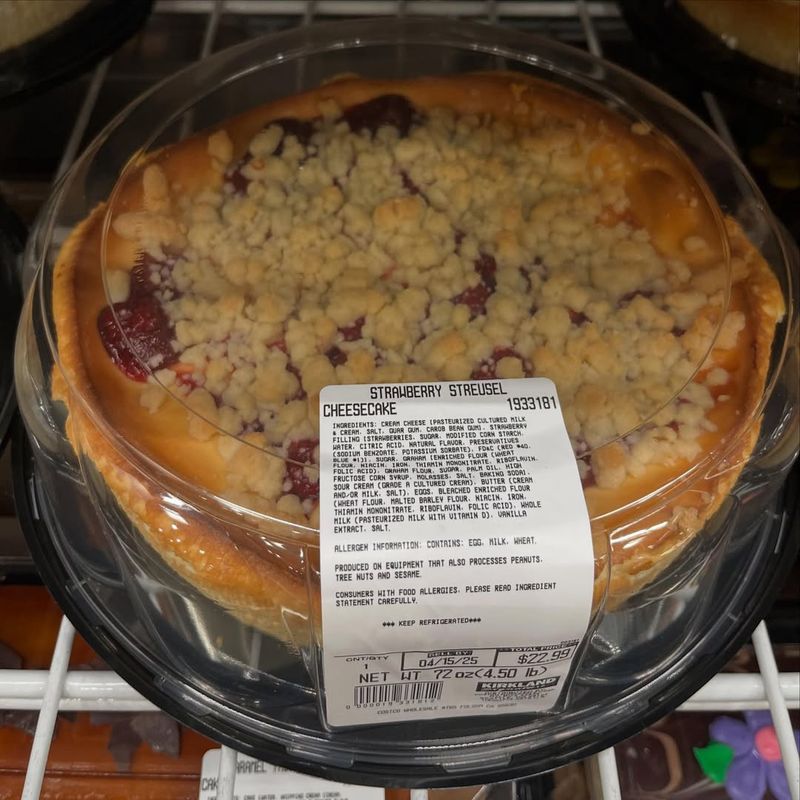 STRAWBERRY STREUSEL
CHEESECAKE 1933181
INGREDIENTS: CREAM CHEESE (PASTEURIZED CULTURED MILK
& CREAM, SALT, GUAR GUM, CAROB BEAN GUM), STRAWBERRY
FILLING (STRAWBERRIES, SUGAR, MODIFIED CORN STARCH,
WATER, CITRIC ACID, NATURAL FLAVOR, PRESERVATIVES
(SODIUM BENZOATE, POTASSIUM SORBATE), FD&C (RED #40,
BLUE #1)), SUGAR, GRAHAM (ENRICHED FLOUR (WHEAT
FLOUR, NIACIN, IRON, THIAMIN MONONITRATE, RIBOFLAVIN,
FOLIC ACID), GRAHAM FLOUR, SUGAR, PALM OIL, HIGH
FRUCTOSE CORN SYRUP, MOLASSES, SALT, BAKING SODA),
SOUR CREAM (GRADE A CULTURED CREAM), BUTTER (CREAM
AND/OR MILK, SALT), EGGS, BLEACHED ENRICHED FLOUR
(WHEAT FLOUR, MALTED BARLEY FLOUR, NIACIN, IRON,
THIAMIN MONONITRATE, RIBOFLAVIN, FOLIC ACID), WHOLE
MILK (PASTEURIZED MILK WITH VITAMIN D), VANILLA
EXTRACT, SALT.
ALLERGEN INFORMATION: CONTAINS: EGG, MILK, WHEAT.
PRODUCED ON EQUIPMENT THAT ALSO PROCESSES PEANUTS,
TREE NUTS AND SESAME.
CONSUMERS WITH FOOD ALLERGIES, PLEASE READ INGREDIENT
STATEMENT CAREFULLY.
*** KEEP REFRIGERATED***
CNT/QTY SELL BY TOTAL PRICE
1 04/15/25 $22.99
NET WT 72 oz(4.50 lb)
KIRKLAND
COSTCO WHOLESALE